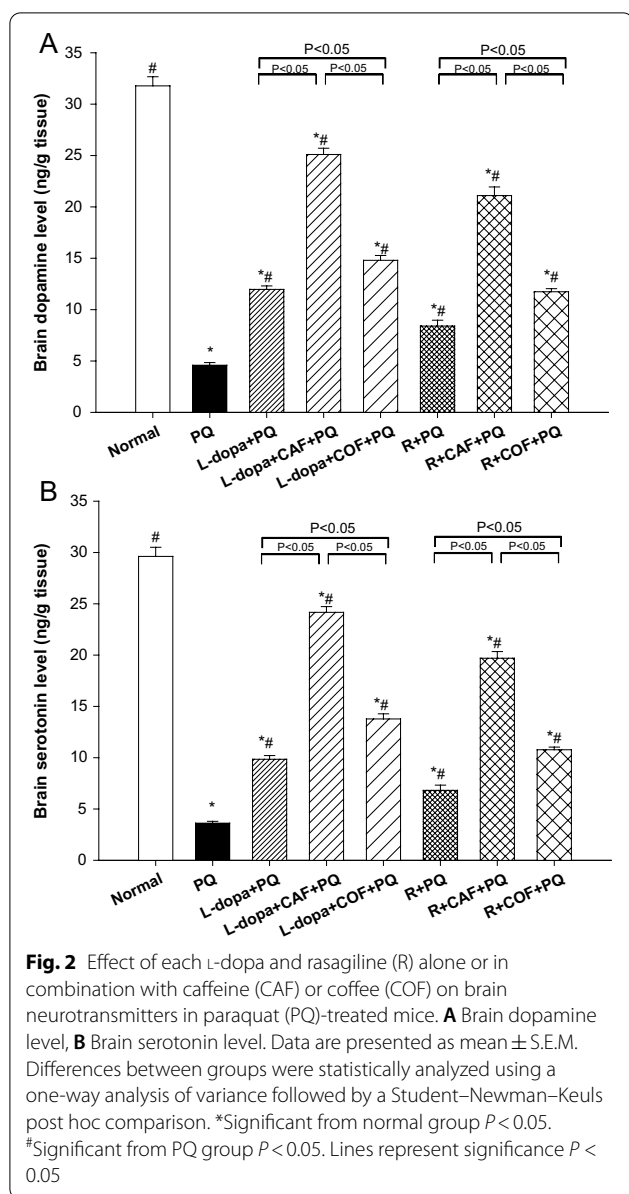 A
P<0.05
P<0.05
P<0.05 P<0.05
P<0.05 P<0.05
35
30
25
20
15
10
5
0
Brain dopamine level (ng/g tissue)
#
*
*#
*#
*#
*#
*#
*#
Normal
PQ
L-dopa+PQ
L-dopa+CAF+PQ
L-dopa+COF+PQ
R+PQ
R+CAF+PQ
R+COF+PQ
B
P<0.05
P<0.05
P<0.05 P<0.05
P<0.05 P<0.05
35
30
25
20
15
10
5
0
Brain serotonin level (ng/g tissue)
#
*
*#
*#
*#
*#
*#
*#
Normal
PQ
L-dopa+PQ
L-dopa+CAF+PQ
L-dopa+COF+PQ
R+PQ
R+CAF+PQ
R+COF+PQ
Fig. 2 Effect of each L-dopa and rasagiline (R) alone or in
combination with caffeine (CAF) or coffee (COF) on brain
neurotransmitters in paraquat (PQ)-treated mice. A Brain dopamine
level, B Brain serotonin level. Data are presented as mean ± S.E.M.
Differences between groups were statistically analyzed using a
one-way analysis of variance followed by a Student–Newman–Keuls
post hoc comparison. *Significant from normal group P < 0.05.
#Significant from PQ group P < 0.05. Lines represent significance P <
0.05